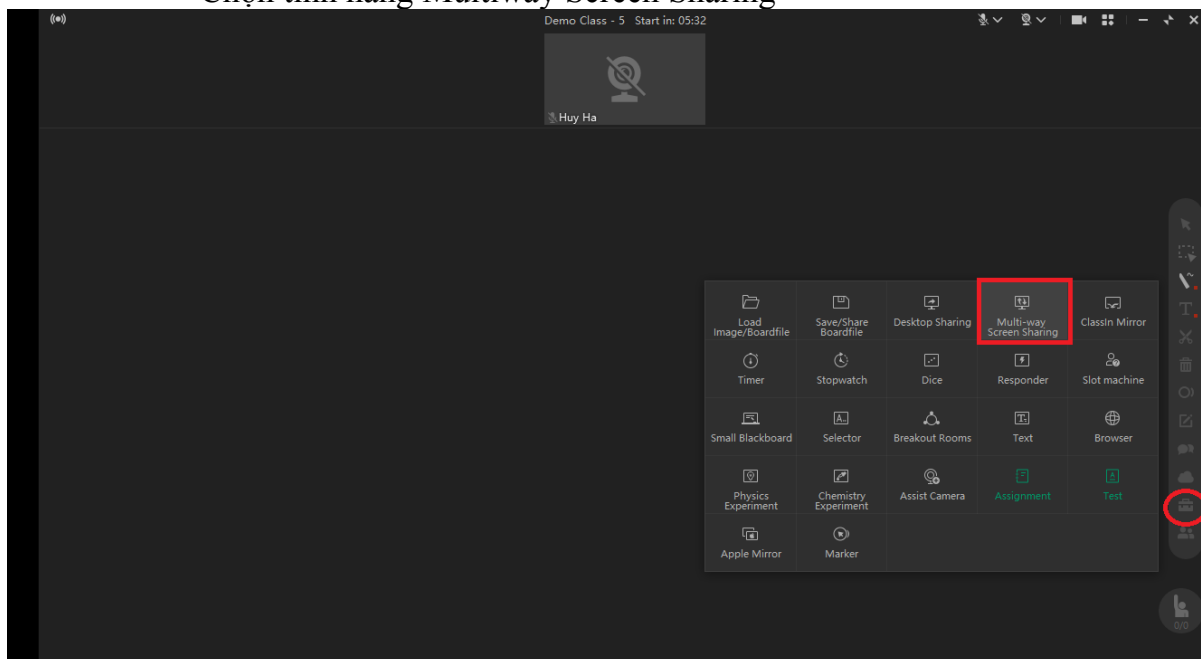 Chọn tính năng Multiway Screen Sharing
Demo Class - 5 Start in: 05:32
Huy Ha
Load
Image/Boardfile
Save/Share
Boardfile
Desktop Sharing
Multi-way
Screen Sharing
ClassIn Mirror
Timer
Stopwatch
Dice
Responder
Slot machine
Small Blackboard
Selector
Breakout Rooms
Text
Browser
Physics
Experiment
Chemistry
Experiment
Assist Camera
Assignment
Test
Apple Mirror
Marker
0/0